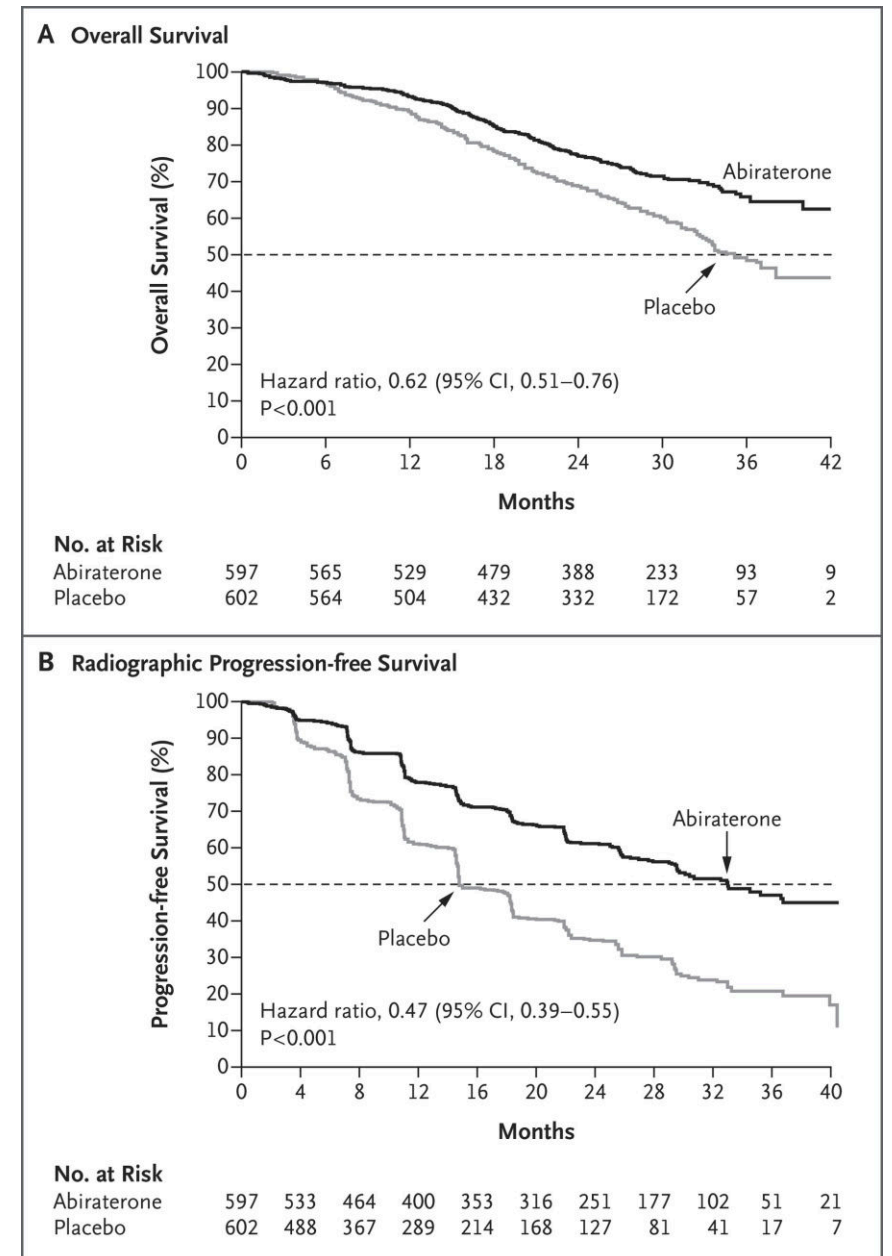 A Overall Survival
100
90
80
70
60
50
40
30
20
10
0
Overall Survival (%)
Abiraterone
Placebo
Hazard ratio, 0.62 (95% CI, 0.51–0.76)
P<0.001
0 6 12 18 24 30 36 42
Months
No. at Risk
Abiraterone 597 565 529 479 388 233 93 9
Placebo 602 564 504 432 332 172 57 2
B Radiographic Progression-free Survival
100
90
80
70
60
50
40
30
20
10
0
Progression-free Survival (%)
Abiraterone
Placebo
Hazard ratio, 0.47 (95% CI, 0.39–0.55)
P<0.001
0 4 8 12 16 20 24 28 32 36 40
Months
No. at Risk
Abiraterone 597 533 464 400 353 316 251 177 102 51 21
Placebo 602 488 367 289 214 168 127 81 41 17 7